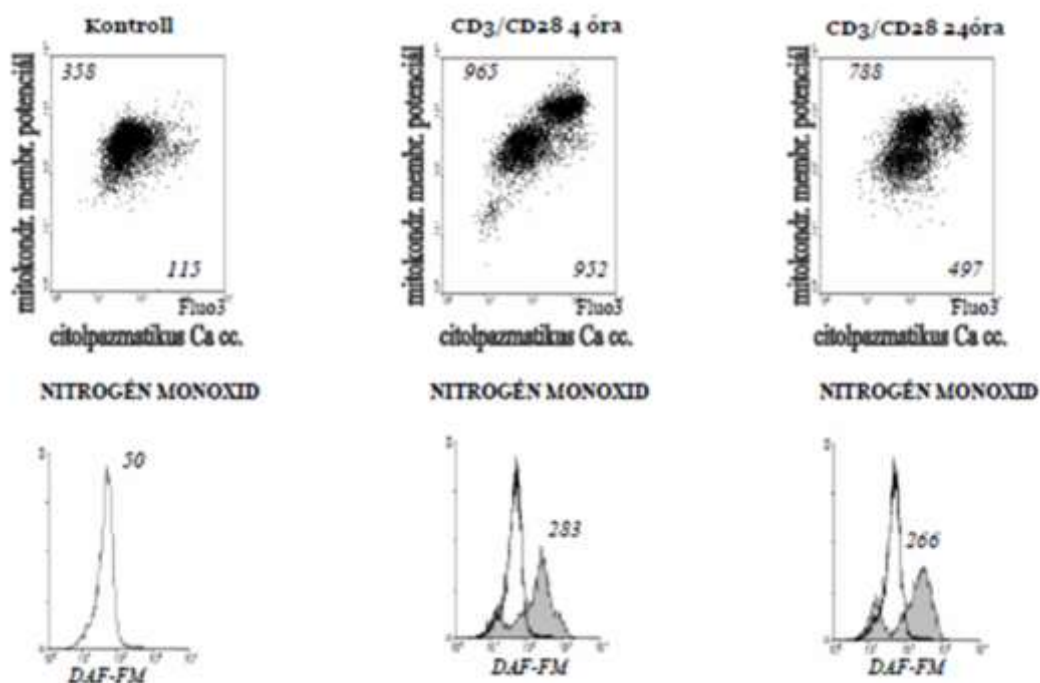 Kontroll
CD3/CD28 4 óra
CD3/CD28 24óra
mitokondr. membr. potenciál
358
115
Fluo3
citolpazmatikus Ca cc.
mitokondr. membr. potenciál
965
952
Fluo3
citolpazmatikus Ca cc.
mitokondr. membr. potenciál
788
497
Fluo3
citolpazmatikus Ca cc.
NITROGÉN MONOXID
NITROGÉN MONOXID
NITROGÉN MONOXID
50
DAF-FM
283
DAF-FM
266
DAF-FM